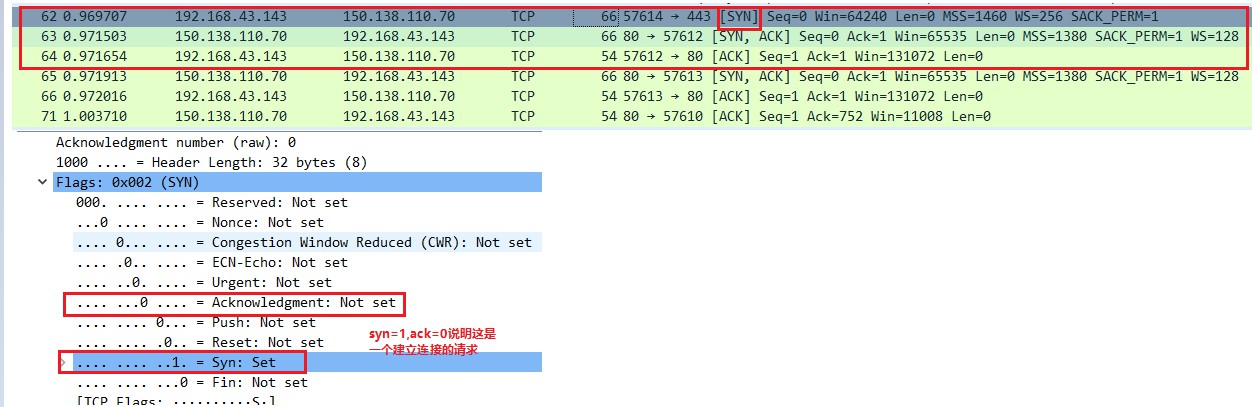 62 0.969707 192.168.43.143 150.138.110.70 TCP 66 57614 → 443 [SYN] Seq=0 Win=64240 Len=0 MSS=1460 WS=256 SACK_PERM=1
63 0.971503 150.138.110.70 192.168.43.143 TCP 66 80 → 57612 [SYN, ACK] Seq=0 Ack=1 Win=65535 Len=0 MSS=1380 SACK_PERM=1 WS=128
64 0.971654 192.168.43.143 150.138.110.70 TCP 54 57612 → 80 [ACK] Seq=1 Ack=1 Win=131072 Len=0
65 0.971913 150.138.110.70 192.168.43.143 TCP 66 80 → 57613 [SYN, ACK] Seq=0 Ack=1 Win=65535 Len=0 MSS=1380 SACK_PERM=1 WS=128
66 0.972016 192.168.43.143 150.138.110.70 TCP 54 57613 → 80 [ACK] Seq=1 Ack=1 Win=131072 Len=0
71 1.003710 150.138.110.70 192.168.43.143 TCP 54 80 → 57610 [ACK] Seq=1 Ack=752 Win=11008 Len=0
Acknowledgment number (raw): 0
1000 .... = Header Length: 32 bytes (8)
Flags: 0x002 (SYN)
000. .... .... = Reserved: Not set
...0 .... .... = Nonce: Not set
.... 0... .... = Congestion Window Reduced (CWR): Not set
.... .0.. .... = ECN-Echo: Not set
.... ..0. .... = Urgent: Not set
.... ...0 .... = Acknowledgment: Not set
.... .... 0... = Push: Not set
.... .... .0.. = Reset: Not set
.... .... ..1. = Syn: Set
.... .... ...0 = Fin: Not set
[TCP Flags: ··········S·]
syn=1,ack=0说明这是
一个建立连接的请求